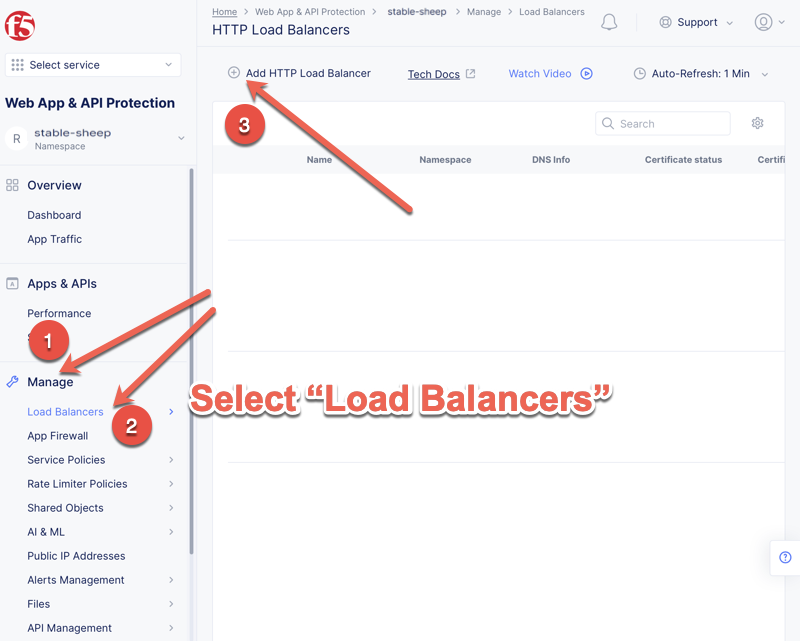 f5
Home > Web App & API Protection > stable-sheep > Manage > Load Balancers
HTTP Load Balancers
Support
Select service
Add HTTP Load Balancer
Tech Docs
Watch Video
Auto-Refresh: 1 Min
Web App & API Protection
R
stable-sheep
Namespace
3
Search
Name
Namespace
DNS Info
Certificate status
Certifi
Overview
Dashboard
App Traffic
A
Apps & APIs
Performance
1
Manage
Select “Load Balancers”
Load Balancers
2
App Firewall
Service Policies
Rate Limiter Policies
Shared Objects
AI & ML
Public IP Addresses
Alerts Management
Files
API Management